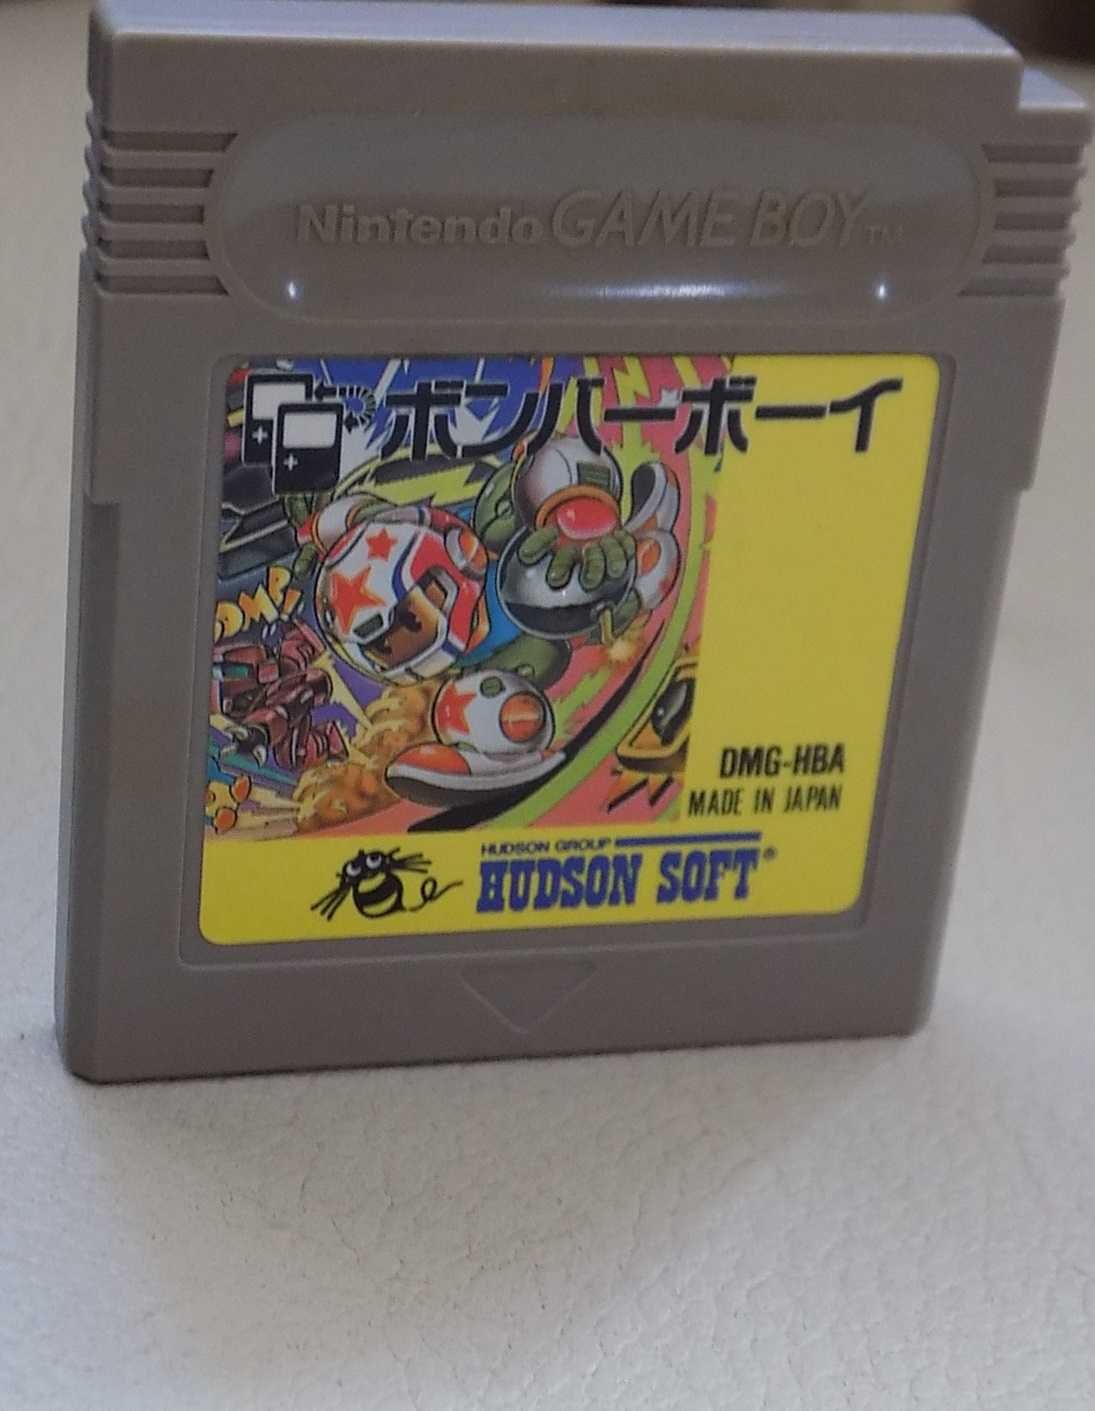 Nintendo GAME BOY™
ボンバーボーイ
OMP!
DMG-HBA
MADE IN JAPAN
HUDSON GROUP
HUDSON SOFT®